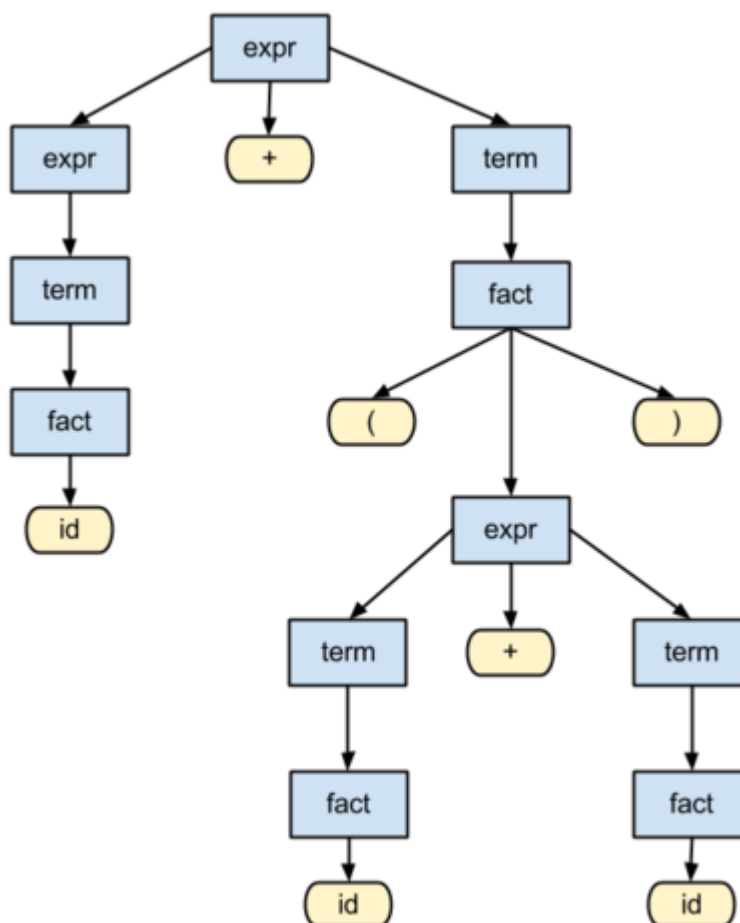 expr
expr
+
term
term
fact
fact
(
)
id
expr
term
+
term
fact
fact
id
id